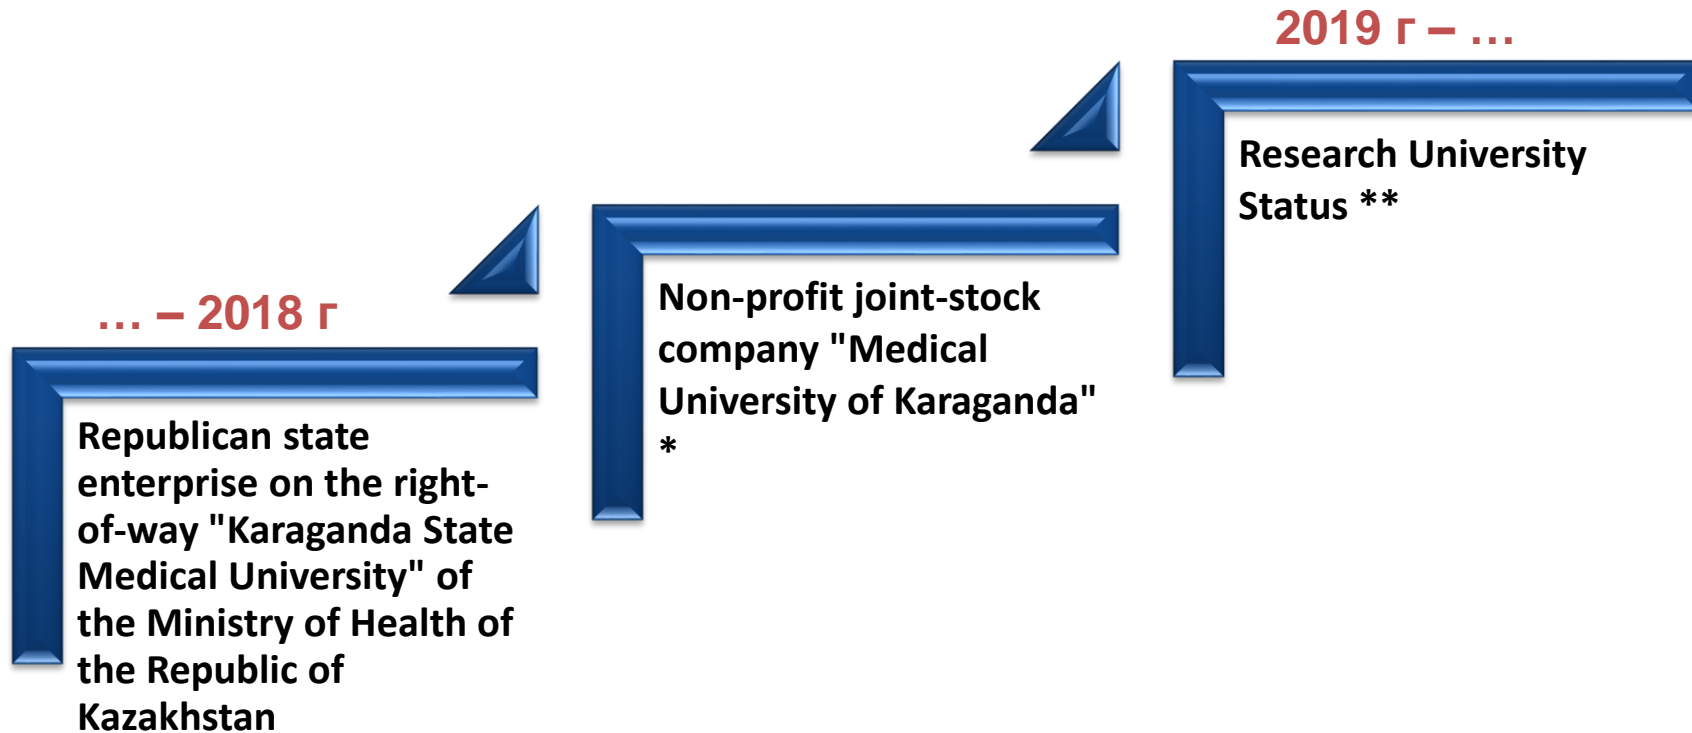 … – 2018 г
Republican state
enterprise on the right-
of-way "Karaganda State
Medical University" of
the Ministry of Health of
the Republic of
Kazakhstan
Non-profit joint-stock
company "Medical
University of Karaganda"
*
2019 г – …
Research University
Status **